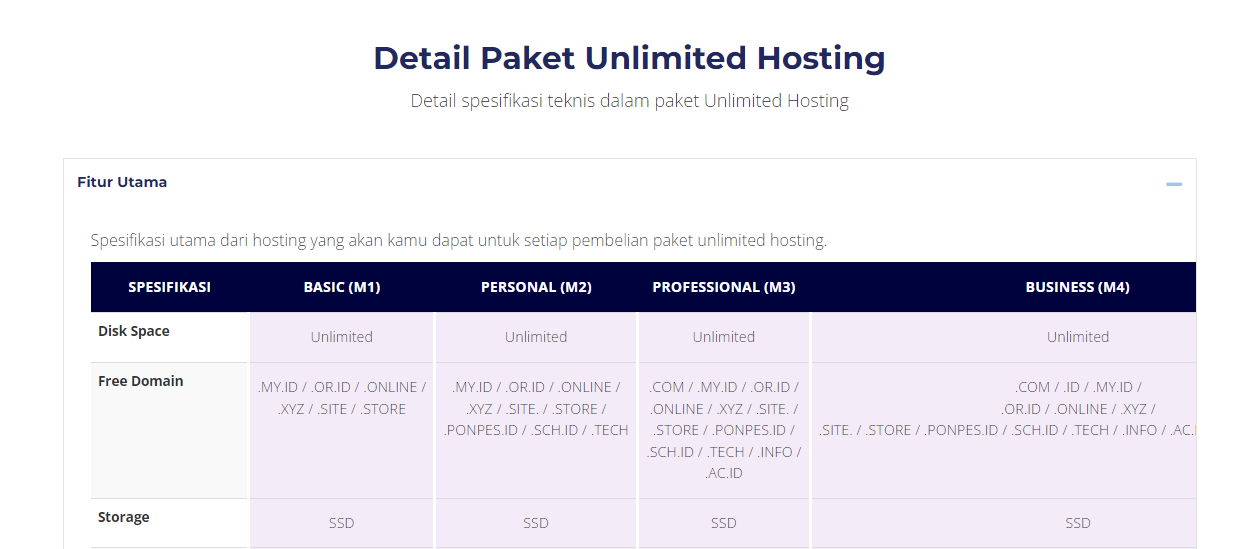 Detail Paket Unlimited Hosting
Detail spesifikasi teknis dalam paket Unlimited Hosting
Fitur Utama
Spesifikasi utama dari hosting yang akan kamu dapat untuk setiap pembelian paket unlimited hosting.
SPESIFIKASI BASIC (M1) PERSONAL (M2) PROFESSIONAL (M3) BUSINESS (M4)
Disk Space Unlimited Unlimited Unlimited Unlimited
Free Domain
.MY.ID / .OR.ID / .ONLINE /
.XYZ / .SITE / .STORE
.MY.ID / .OR.ID / .ONLINE /
.XYZ / .SITE. / .STORE /
.PONPES.ID / .SCH.ID / .TECH
.COM / .MY.ID / .OR.ID /
.ONLINE / .XYZ / .SITE. /
.STORE / .PONPES.ID /
.SCH.ID / .TECH / .INFO /
.AC.ID
.COM / .ID / .MY.ID /
.OR.ID / .ONLINE / .XYZ /
.SITE. / .STORE / .PONPES.ID / .SCH.ID / .TECH / .INFO / .AC.
Storage SSD SSD SSD SSD